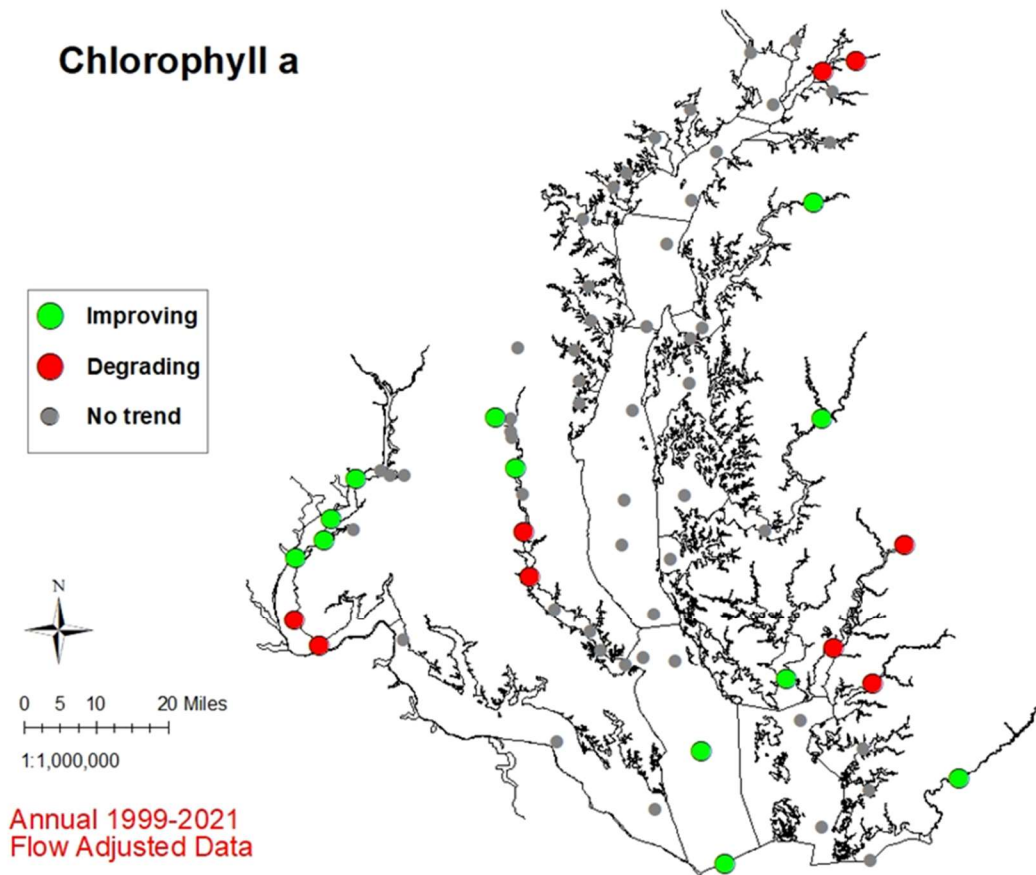 Chlorophyll a
Improving
Degrading
No trend
N
0 5 10 20 Miles
1:1,000,000
Annual 1999-2021
Flow Adjusted Data